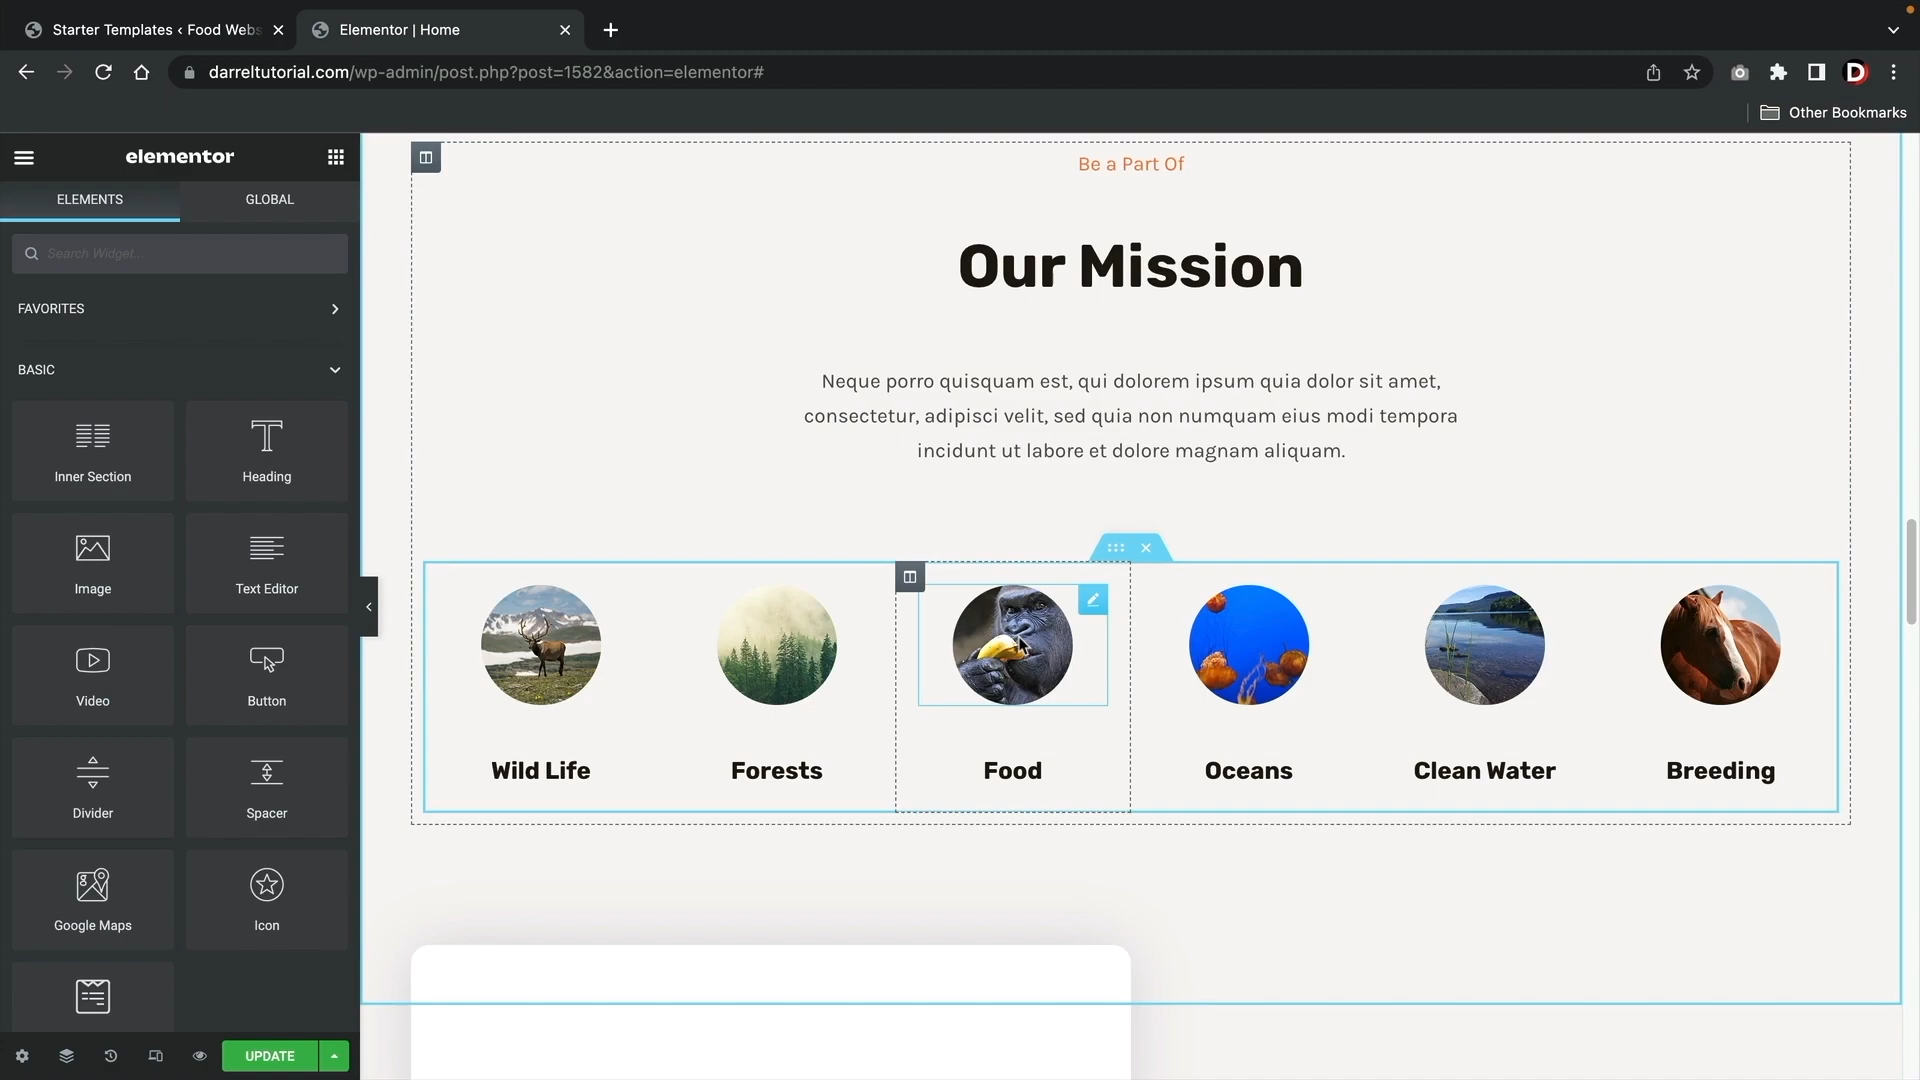 Starter Templates ‹ Food Webs
Elementor | Home
darreltutorial.com/wp-admin/post.php?post=1582&action=elementor#
D
Other Bookmarks
elementor
ELEMENTS
GLOBAL
Search Widget...
FAVORITES
BASIC
Inner Section
Heading
Image
Text Editor
Video
Button
Divider
Spacer
Google Maps
Icon
UPDATE
Be a Part Of
Our Mission
Neque porro quisquam est, qui dolorem ipsum quia dolor sit amet,
consectetur, adipisci velit, sed quia non numquam eius modi tempora
incidunt ut labore et dolore magnam aliquam.
Wild Life
Forests
Food
Oceans
Clean Water
Breeding